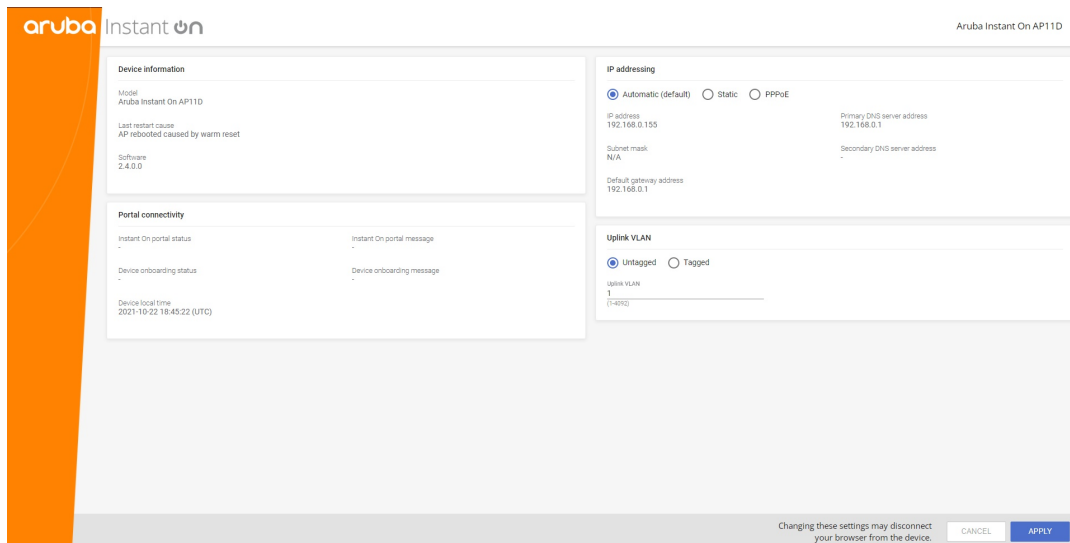 aruba Instant On
Aruba Instant On AP11D
Device information
Model
Aruba Instant On AP11D
Last restart cause
AP rebooted caused by warm reset
Software
2.4.0.0
Portal connectivity
Instant On portal status
-
Instant On portal message
-
Device onboarding status
-
Device onboarding message
-
Device local time
2021-10-22 18:45:22 (UTC)
IP addressing
Automatic (default) Static PPPoE
IP address
192.168.0.155
Primary DNS server address
192.168.0.1
Subnet mask
N/A
Secondary DNS server address
-
Default gateway address
192.168.0.1
Uplink VLAN
Untagged Tagged
Uplink VLAN
1
(1-4092)
Changing these settings may disconnect
your browser from the device.
CANCEL APPLY